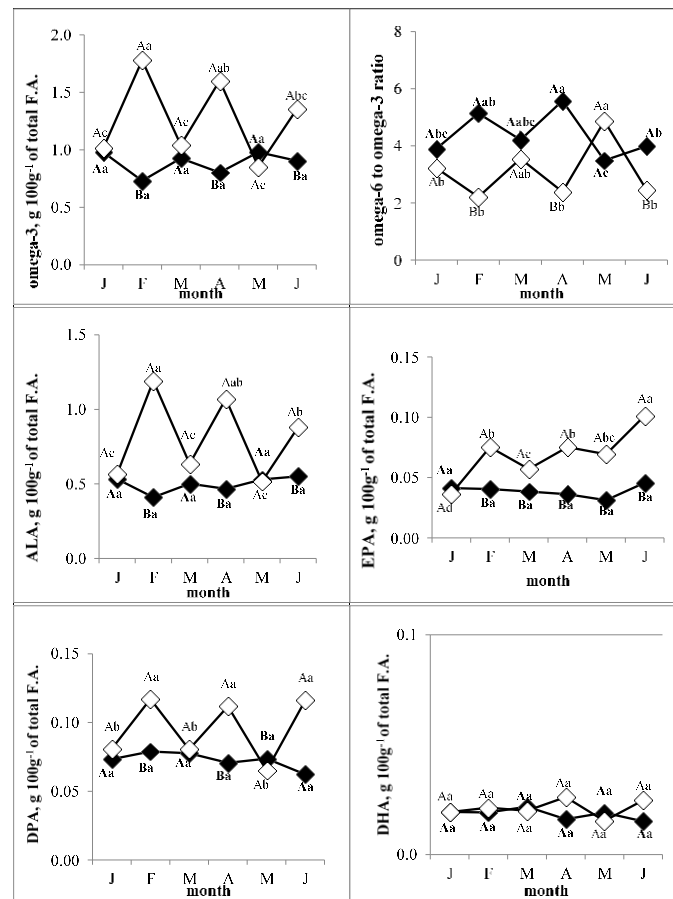 omega-3, g 100g-1 of total F.A.
2.0
1.5
1.0
0.5
0.0
Aa
Aab
Abc
Ac
Ac
Aa
Aa
Ba
Aa
Ba
Ac
Ba
J F M A M J
month
omega-6 to omega-3 ratio
8
6
4
2
0
Aa
Aab
Aa
Abc
Aabc
Ab
Ab
Aab
Ac
Bb
Bb
Bb
J F M A M J
month
ALA, g 100g-1 of total F.A.
1.5
1.0
0.5
0.0
Aa
Aab
Ab
Ac
Ac
Aa
Aa
Ba
Aa
Ba
Ac
Ba
J F M A M J
month
EPA, g 100g-1 of total F.A.
0.15
0.10
0.05
0.00
Aa
Ab
Ab
Abc
Ac
Aa
Ad
Ba
Ba
Ba
Ba
Ba
J F M A M J
month
DPA, g 100g-1 of total F.A.
0.15
0.10
0.05
0.00
Aa
Aa
Aa
Ab
Ab
Ba
Aa
Ba
Aa
Ba
Ab
Aa
J F M A M J
month
DHA, g 100g-1 of total F.A.
0.1
0.0
Aa
Aa
Aa
Aa
Aa
Aa
Aa
Aa
Aa
Aa
Aa
Aa
J F M A M J
month